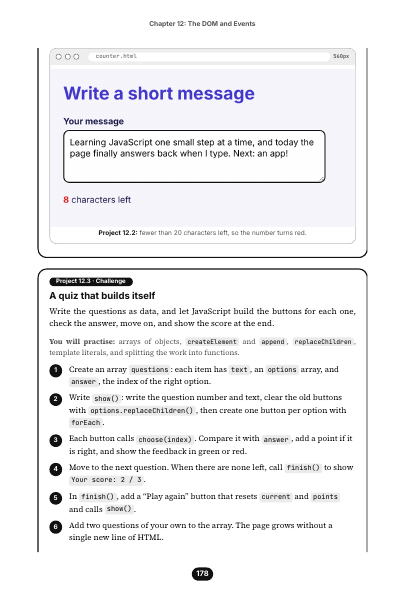 Chapter 12: The DOM and Events
counter.html
560px
Write a short message
Your message
Learning JavaScript one small step at a time, and today the
page finally answers back when I type. Next: an app!
8 characters left
Project 12.2: fewer than 20 characters left, so the number turns red.
Project 12.3 · Challenge
A quiz that builds itself
Write the questions as data, and let JavaScript build the buttons for each one,
check the answer, move on, and show the score at the end.
You will practise: arrays of objects, createElement and append, replaceChildren,
template literals, and splitting the work into functions.
1 Create an array questions: each item has text, an options array, and
answer, the index of the right option.
2 Write show(): write the question number and text, clear the old buttons
with options.replaceChildren(), then create one button per option with
forEach.
3 Each button calls choose(index). Compare it with answer, add a point if it
is right, and show the feedback in green or red.
4 Move to the next question. When there are none left, call finish() to show
Your score: 2 / 3.
5 In finish(), add a “Play again” button that resets current and points
and calls show().
6 Add two questions of your own to the array. The page grows without a
single new line of HTML.
178